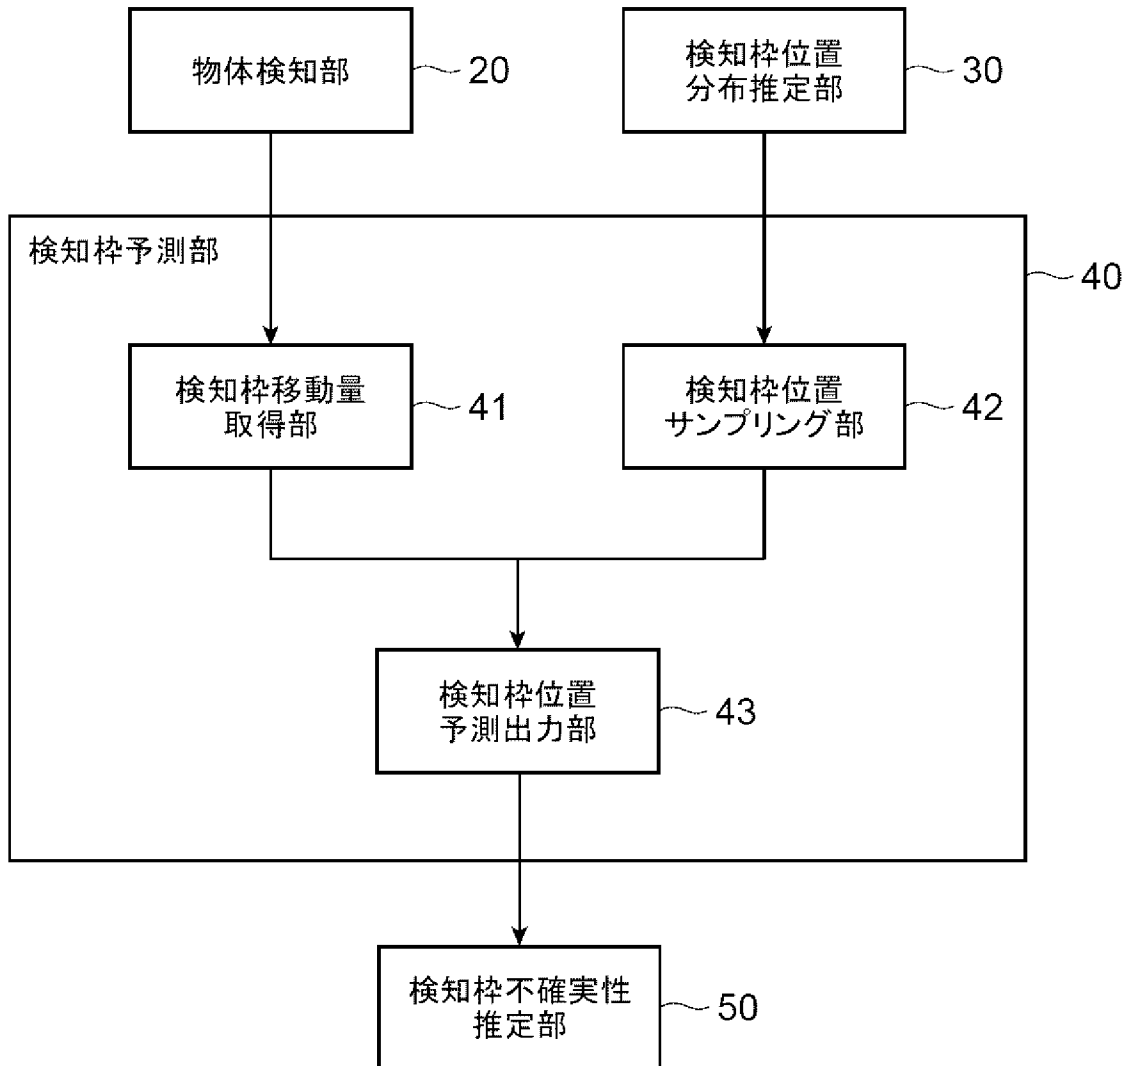 物体検知部
20
検知枠位置
分布推定部
30
検知枠予測部
40
検知枠移動量
取得部
41
検知枠位置
サンプリング部
42
検知枠位置
予測出力部
43
検知枠不確実性
推定部
50